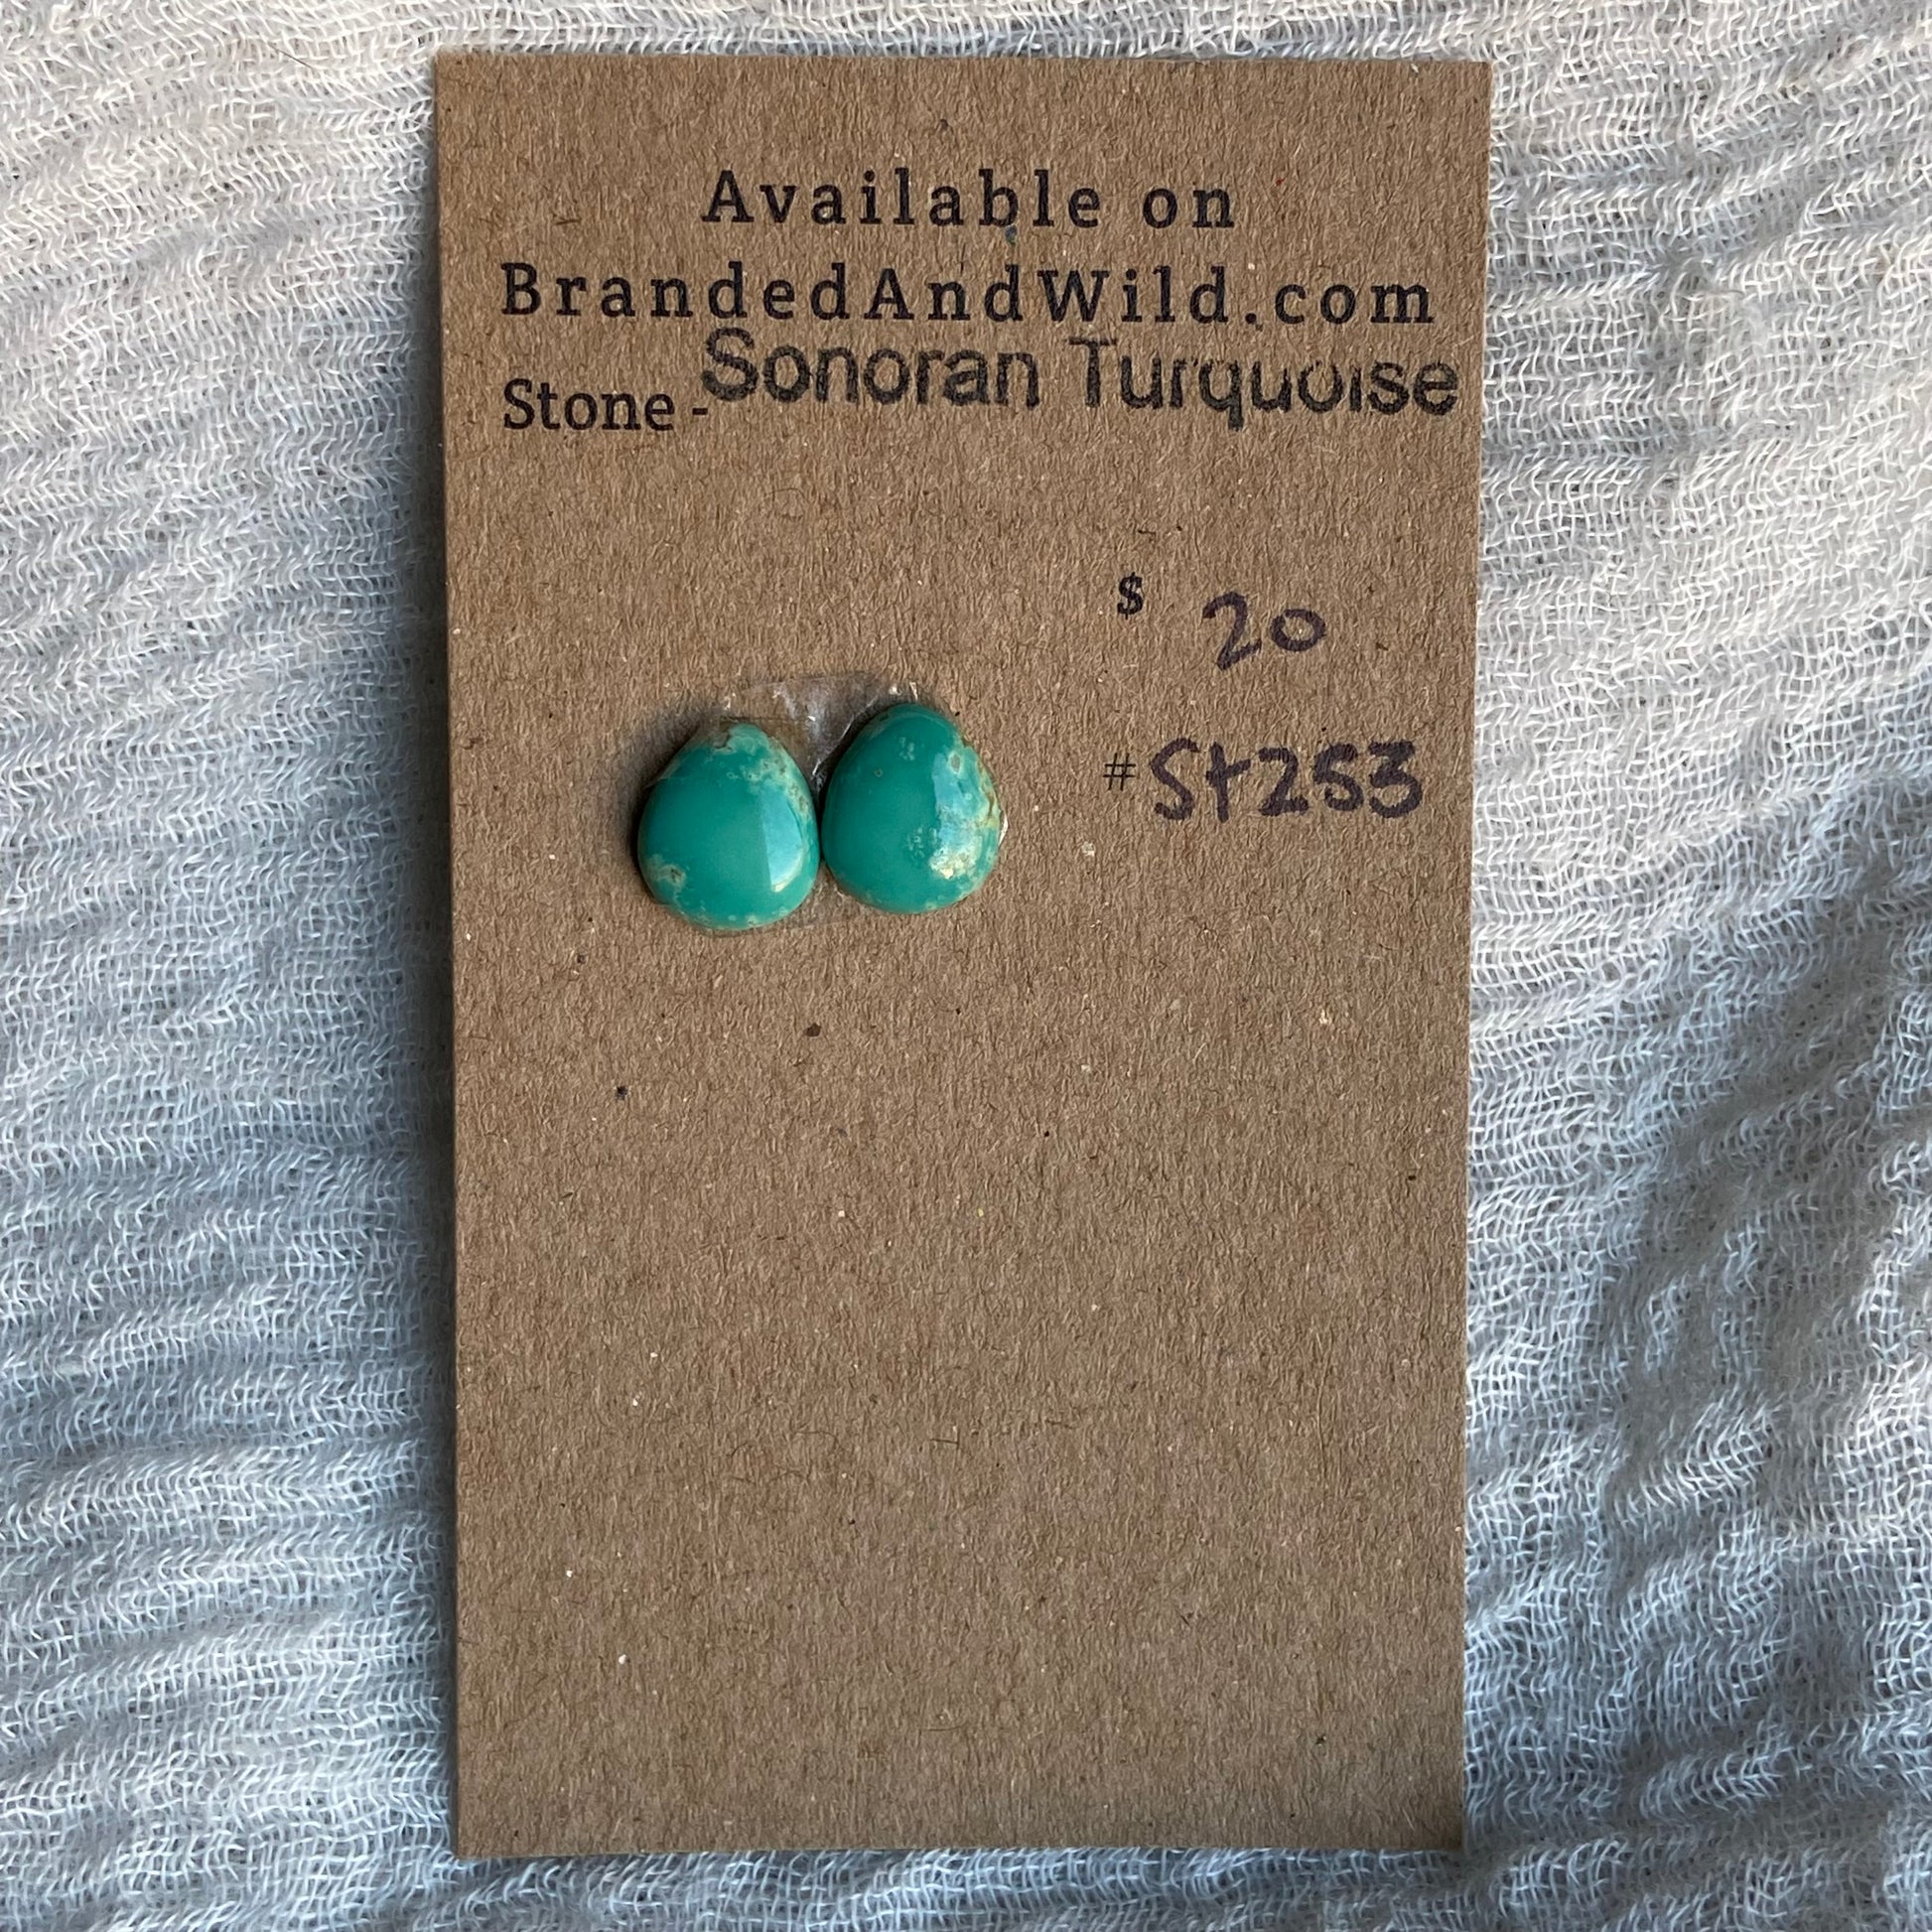 Available on
BrandedAndWild.com
Stone - Sonoran Turquoise
$ 20
# St253